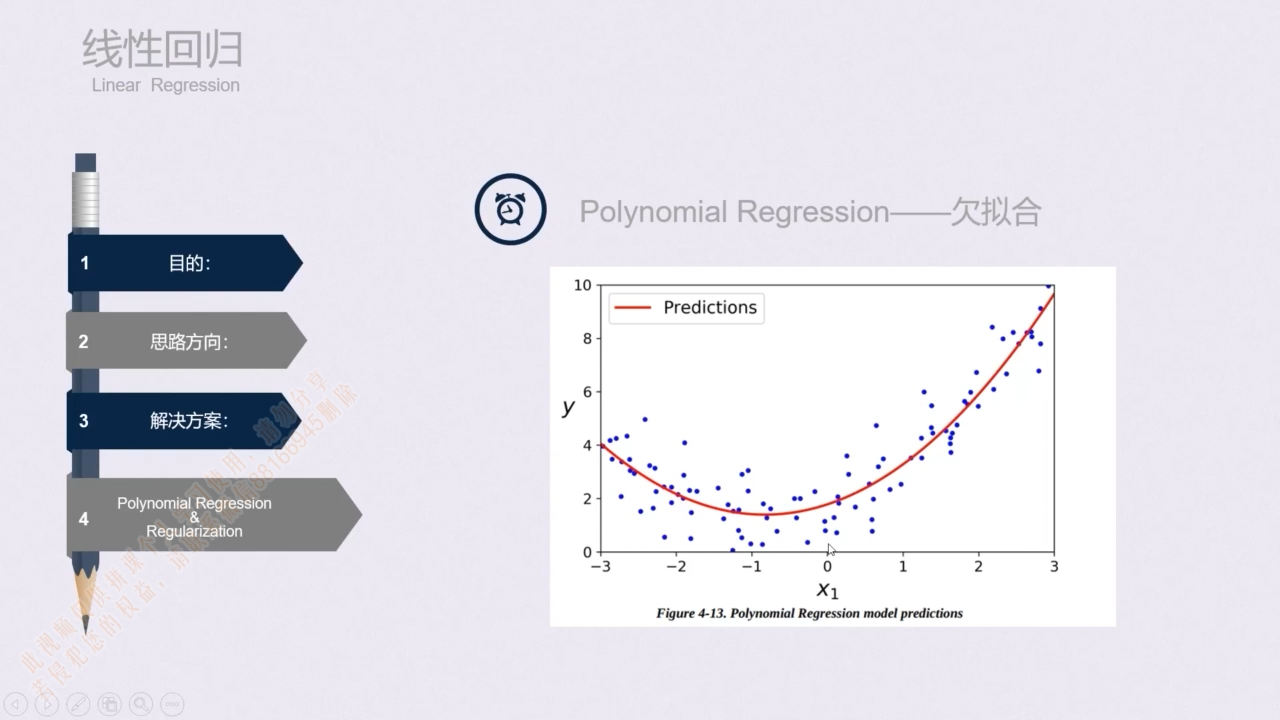 线性回归
Linear Regression
1 目的：
2 思路方向：
3 解决方案：
4 Polynomial Regression
&
Regularization
Polynomial Regression——欠拟合
Predictions
10
8
6
4
2
0
y
−3 −2 −1 0 1 2 3
x₁
Figure 4-13. Polynomial Regression model predictions